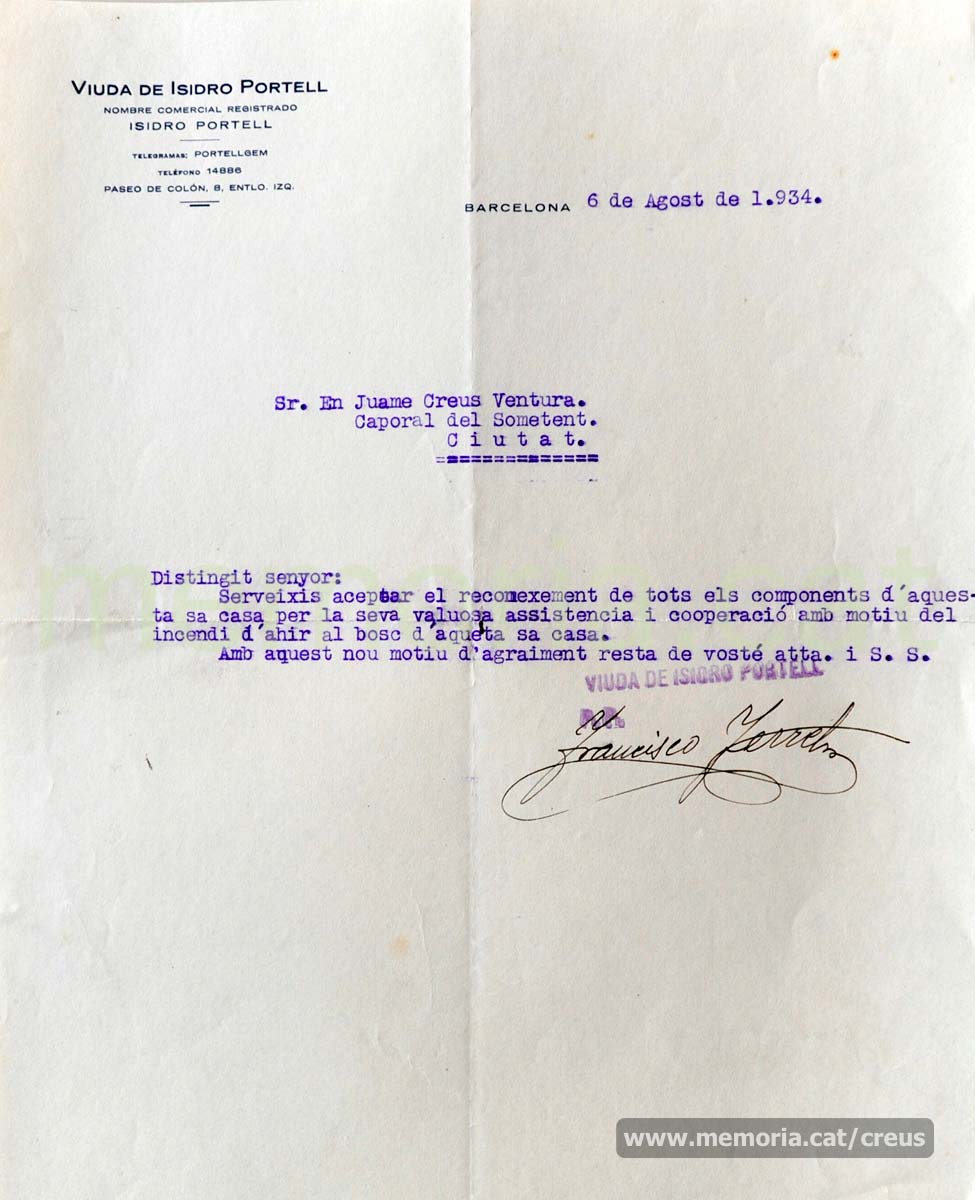 VIUDA DE ISIDRO PORTELL
NOMBRE COMERCIAL REGISTRADO
ISIDRO PORTELL
TELEGRAMAS: PORTELLGEM
TELÉFONO 14886
PASEO DE COLÓN, 8, ENTLO. IZQ.
BARCELONA 6 de Agost de 1.934.
Sr. En Juame Creus Ventura.
Caporal del Sometent.
C i u t a t.
Distingit senyor:
Serveixis aceptar el reconexement de tots els components d'aques-
ta sa casa per la seva valuosa assistencia i cooperació amb motiu del
incendi d'ahir al bosc d'aqueta sa casa.
Amb aquest nou motiu d'agraiment resta de vosté atta. i S. S.
VIUDA DE ISIDRO PORTELL
P.P.
Francisco
www.memoria.cat/creus